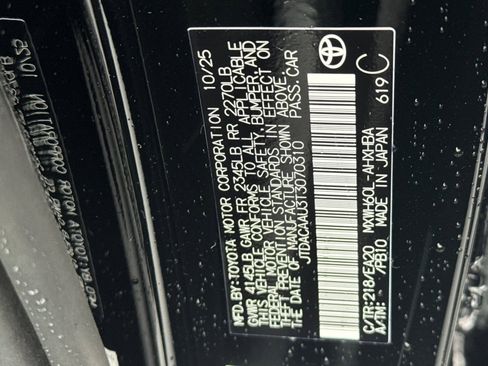 MFD.BY:TOYOTA MOTOR CORPORATION 10/25
GVWR 4145LB GAWR FR 2345LB RR 2270LB
THIS VEHICLE CONFORMS TO ALL APPLICABLE
FEDERAL MOTOR VEHICLE SAFETY, BUMPER, AND
THEFT PREVENTION STANDARDS IN EFFECT ON
THE DATE OF MANUFACTURE SHOWN ABOVE.
JTDACAAU3T3070310 PASS.CAR
C/TR:218/EA20 MXWH60L-AHXHBA
A/TM: /PB10 MADE IN JAPAN 619 C